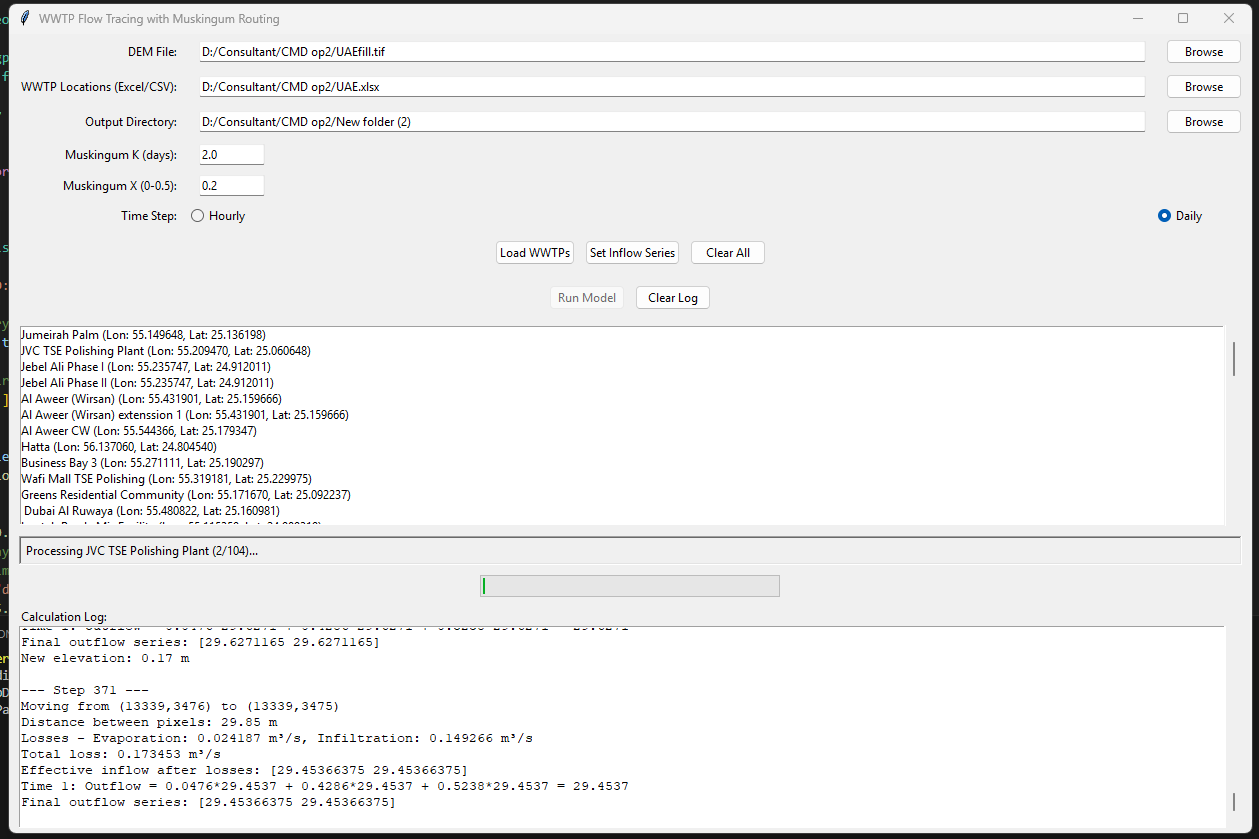 WWTP Flow Tracing with Muskingum Routing
DEM File: D:/Consultant/CMD op2/UAEfill.tif Browse
WWTP Locations (Excel/CSV): D:/Consultant/CMD op2/UAE.xlsx Browse
Output Directory: D:/Consultant/CMD op2/New folder (2) Browse
Muskingum K (days): 2.0
Muskingum X (0-0.5): 0.2
Time Step: Hourly Daily
Load WWTPs Set Inflow Series Clear All
Run Model Clear Log
Jumeirah Palm (Lon: 55.149648, Lat: 25.136198)
JVC TSE Polishing Plant (Lon: 55.209470, Lat: 25.060648)
Jebel Ali Phase I (Lon: 55.235747, Lat: 24.912011)
Jebel Ali Phase II (Lon: 55.235747, Lat: 24.912011)
Al Aweer (Wirsan) (Lon: 55.431901, Lat: 25.159666)
Al Aweer (Wirsan) extenssion 1 (Lon: 55.431901, Lat: 25.159666)
Al Aweer CW (Lon: 55.544366, Lat: 25.179347)
Hatta (Lon: 56.137060, Lat: 24.804540)
Business Bay 3 (Lon: 55.271111, Lat: 25.190297)
Wafi Mall TSE Polishing (Lon: 55.319181, Lat: 25.229975)
Greens Residential Community (Lon: 55.171670, Lat: 25.092237)
Dubai Al Ruwaya (Lon: 55.480822, Lat: 25.160981)
Processing JVC TSE Polishing Plant (2/104)...
Calculation Log:
Final outflow series: [29.6271165 29.6271165]
New elevation: 0.17 m
--- Step 371 ---
Moving from (13339,3476) to (13339,3475)
Distance between pixels: 29.85 m
Losses - Evaporation: 0.024187 m³/s, Infiltration: 0.149266 m³/s
Total loss: 0.173453 m³/s
Effective inflow after losses: [29.45366375 29.45366375]
Time 1: Outflow = 0.0476*29.4537 + 0.4286*29.4537 + 0.5238*29.4537 = 29.4537
Final outflow series: [29.45366375 29.45366375]